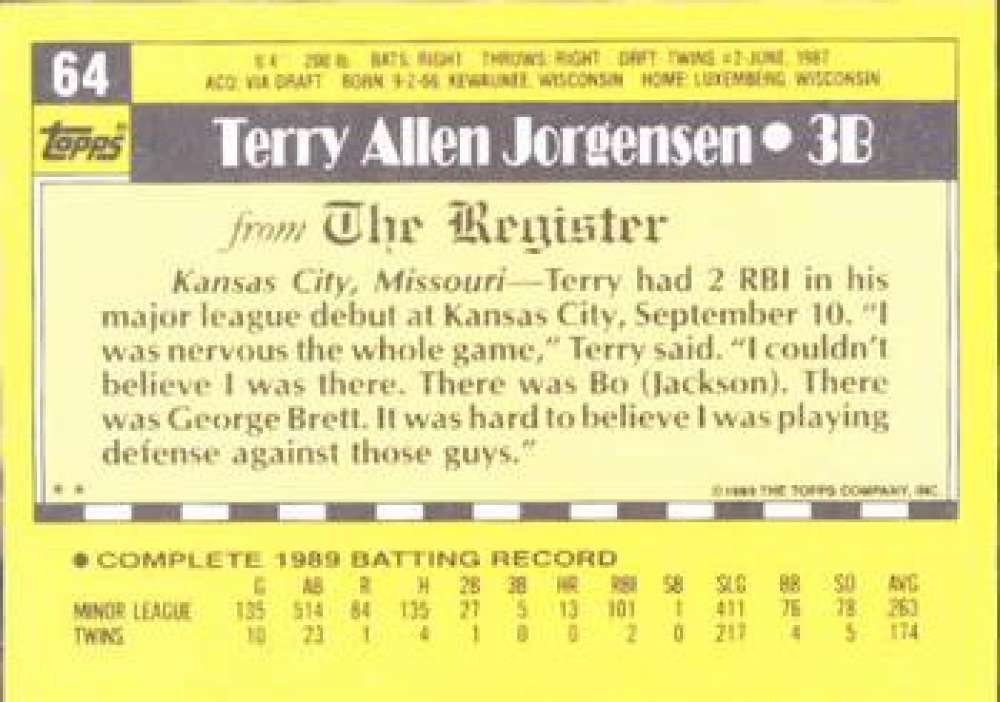 64
6'4" 200 lb. BATS: RIGHT THROWS: RIGHT DRFT: TWINS #2-JUNE, 1987
ACQ: VIA DRAFT BORN: 9-2-66, KEWAUNEE, WISCONSIN HOME: LUXEMBERG, WISCONSIN
Topps®
Terry Allen Jorgensen • 3B
from The Register
Kansas City, Missouri—Terry had 2 RBI in his
major league debut at Kansas City, September 10. "I
was nervous the whole game," Terry said. "I couldn't
believe I was there. There was Bo (Jackson). There
was George Brett. It was hard to believe I was playing
defense against those guys."
* * © 1989 THE TOPPS COMPANY, INC.
• COMPLETE 1989 BATTING RECORD
G AB R H 2B 3B HR RBI SB SLG BB SO AVG
MINOR LEAGUE 135 514 84 135 27 5 13 101 1 .411 76 78 .263
TWINS 10 23 1 4 1 0 0 2 0 .217 4 5 .174